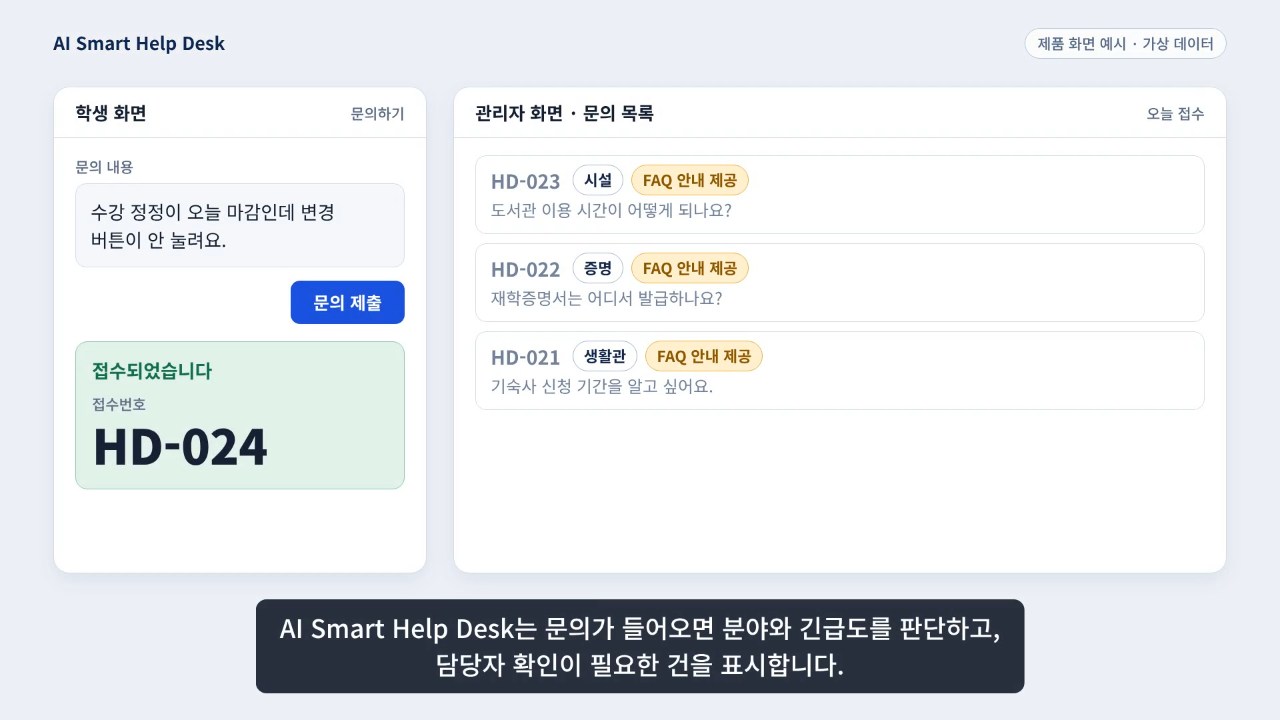 AI Smart Help Desk
제품 화면 예시 · 가상 데이터
학생 화면
문의하기
문의 내용
수강 정정이 오늘 마감인데 변경
버튼이 안 눌려요.
문의 제출
접수되었습니다
접수번호
HD-024
관리자 화면 · 문의 목록
오늘 접수
HD-023 시설 FAQ 안내 제공
도서관 이용 시간이 어떻게 되나요?
HD-022 증명 FAQ 안내 제공
재학증명서는 어디서 발급하나요?
HD-021 생활관 FAQ 안내 제공
기숙사 신청 기간을 알고 싶어요.
AI Smart Help Desk는 문의가 들어오면 분야와 긴급도를 판단하고,
담당자 확인이 필요한 건을 표시합니다.